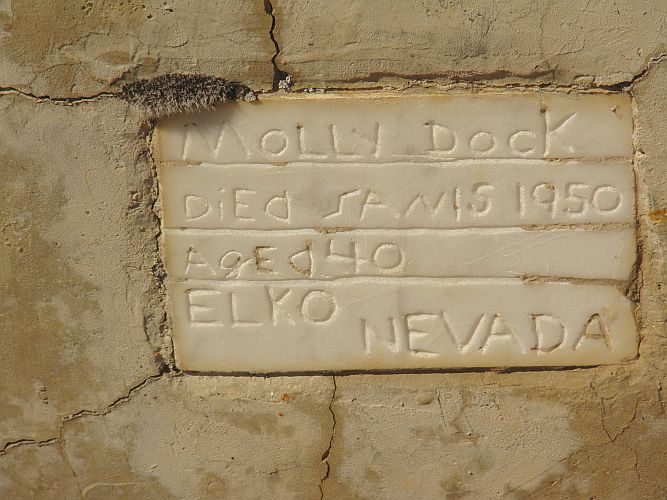 MOLLY DOCK
DiEd JAN 15 1950
AgEd 40
ELKO NEVADA